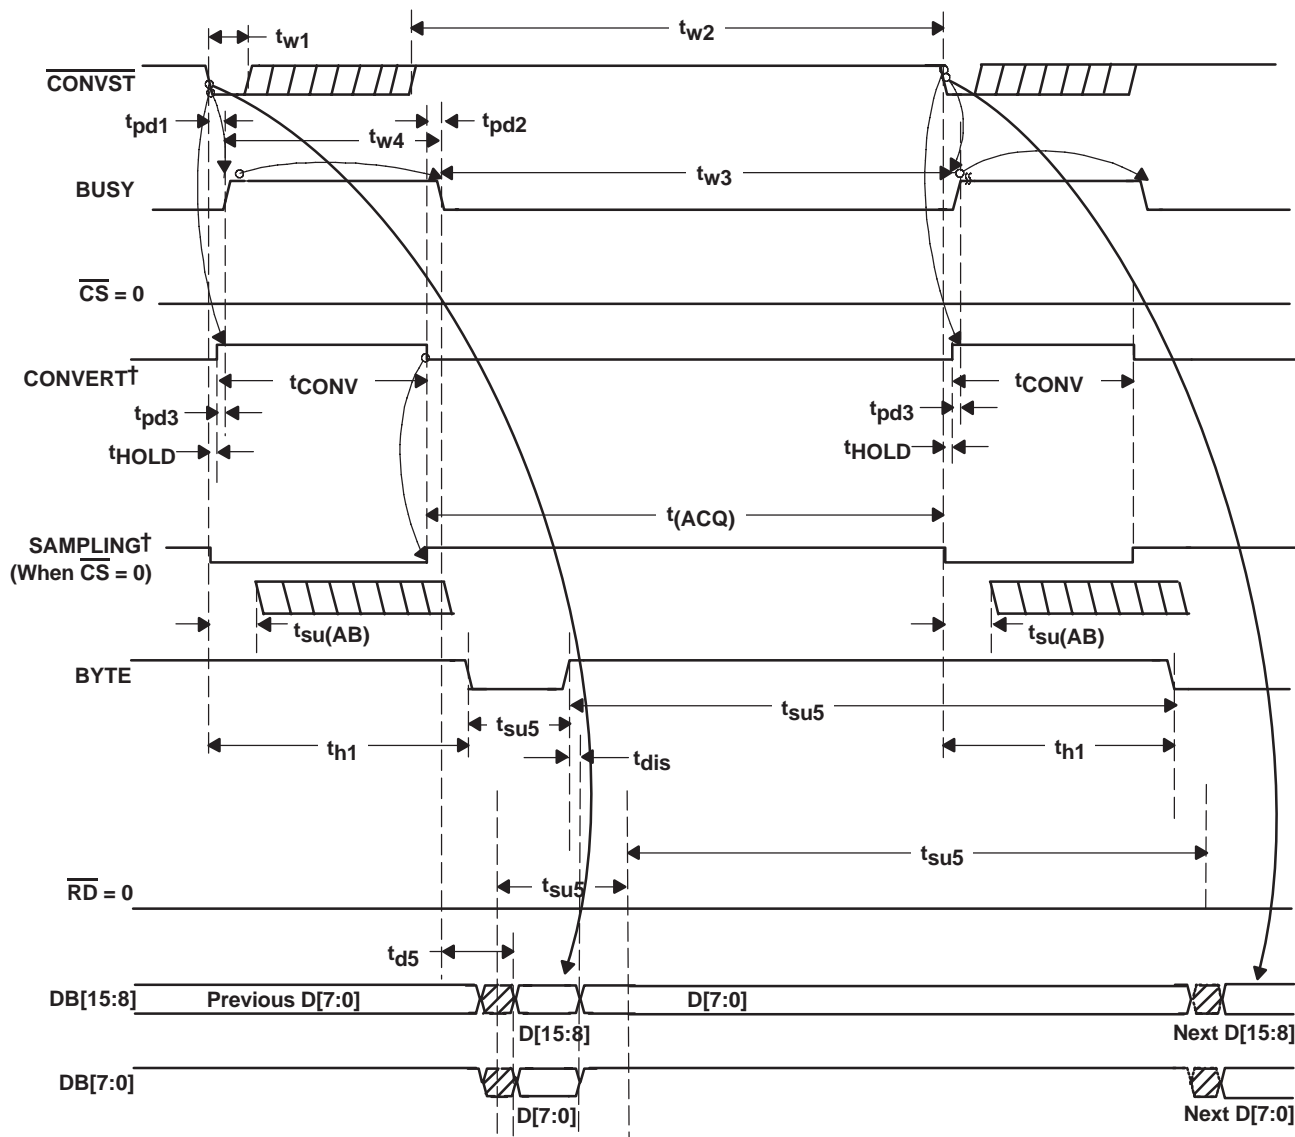 tw1
tw2
CONVST
tpd1
tw4
tpd2
tw3
BUSY
CS = 0
CONVERT†
tCONV
tCONV
tpd3
tpd3
tHOLD
tHOLD
t(ACQ)
SAMPLING†
(When CS = 0)
tsu(AB)
tsu(AB)
BYTE
tsu5
tsu5
th1
th1
tdis
tsu5
tsu5
RD = 0
td5
DB[15:8]
Previous D[7:0]
D[7:0]
D[15:8]
Next D[15:8]
DB[7:0]
D[7:0]
Next D[7:0]